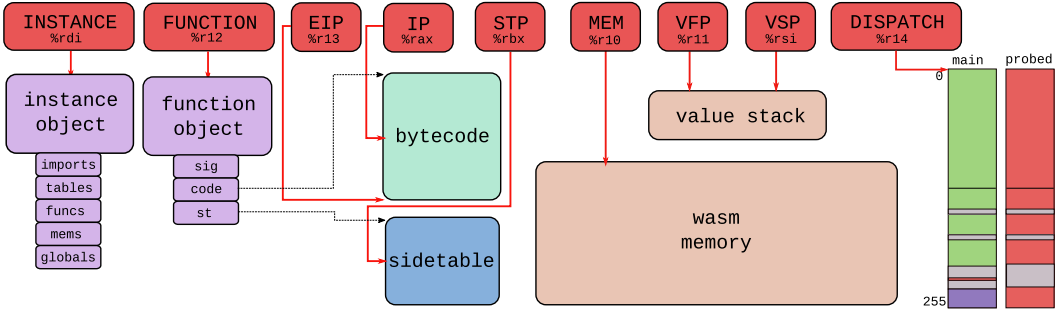 INSTANCE
%rdi
FUNCTION
%r12
EIP
%r13
IP
%rax
STP
%rbx
MEM
%r10
VFP
%r11
VSP
%rsi
DISPATCH
%r14
instance
object
imports
tables
funcs
mems
globals
function
object
sig
code
st
bytecode
sidetable
value stack
wasm
memory
main
probed
0
255